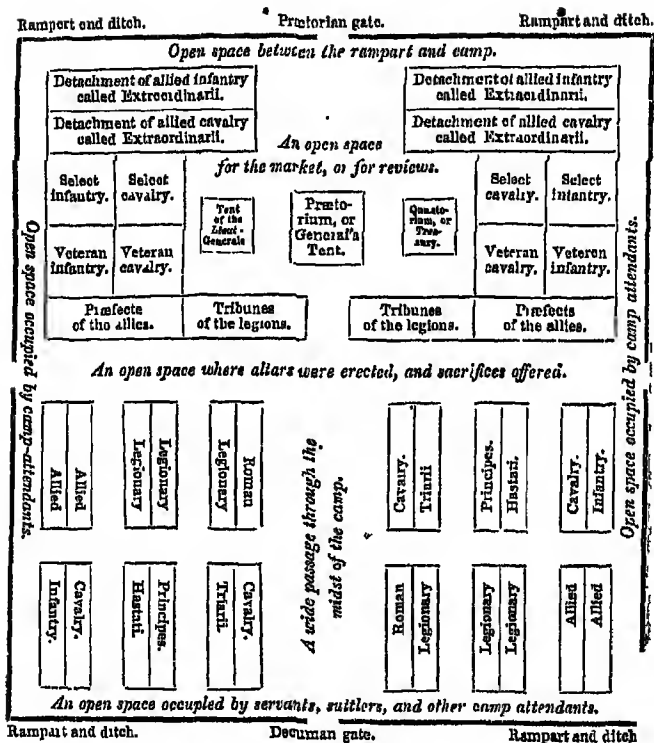 Rampert end ditch. Prætorian gate. Rampart and ditch.
Open space between the rampart and camp.
Detachment of allied infantry
called Extraordinarii.
Detachment of allied cavalry
called Extraordinarii.
Detachment of allied infantry
called Extraordinarii.
Detachment of allied cavalry
called Extraordinarii.
An open space
for the market, or for reviews.
Select
infantry.
Select
cavalry.
Veteran
infantry.
Veteran
cavalry.
Tent
of the
Lieut-
Generals
Præto-
rium, or
General's
Tent.
Quæsto-
rium, or
Trea-
sury.
Select
cavalry.
Select
infantry.
Veteran
cavalry.
Veteran
infantry.
Præfects
of the allies.
Tribunes
of the legions.
Tribunes
of the legions.
Præfects
of the allies.
Open space occupied by camp-attendants.
Open space occupied by camp attendants.
An open space where altars were erected, and sacrifices offered.
Allied
Allied
Legionary
Legionary
Legionary
Roman
A wide passage through the
midst of the camp.
Cavalry.
Triarii
Principes.
Hastati.
Cavalry.
Infantry.
Infantry.
Cavalry.
Hastati.
Principes.
Triarii.
Cavalry.
Roman
Legionary
Legionary
Legionary
Allied
Allied
An open space occupied by servants, suttlers, and other camp attendants.
Rampart and ditch. Decuman gate. Rampart and ditch